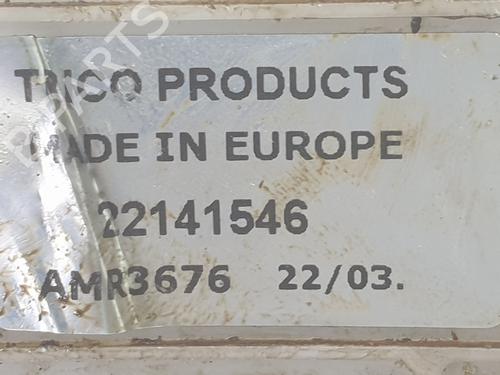 TRICO PRODUCTS
MADE IN EUROPE
22141546
AMR3676 22/03.